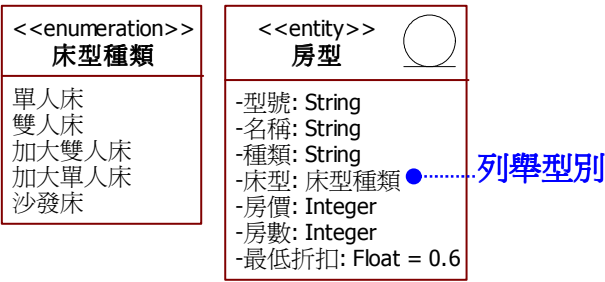 <<enumeration>>
床型種類
單人床
雙人床
加大雙人床
加大單人床
沙發床
<<entity>>
房型
-型號: String
-名稱: String
-種類: String
-床型: 床型種類
-房價: Integer
-房數: Integer
-最低折扣: Float = 0.6
列舉型別